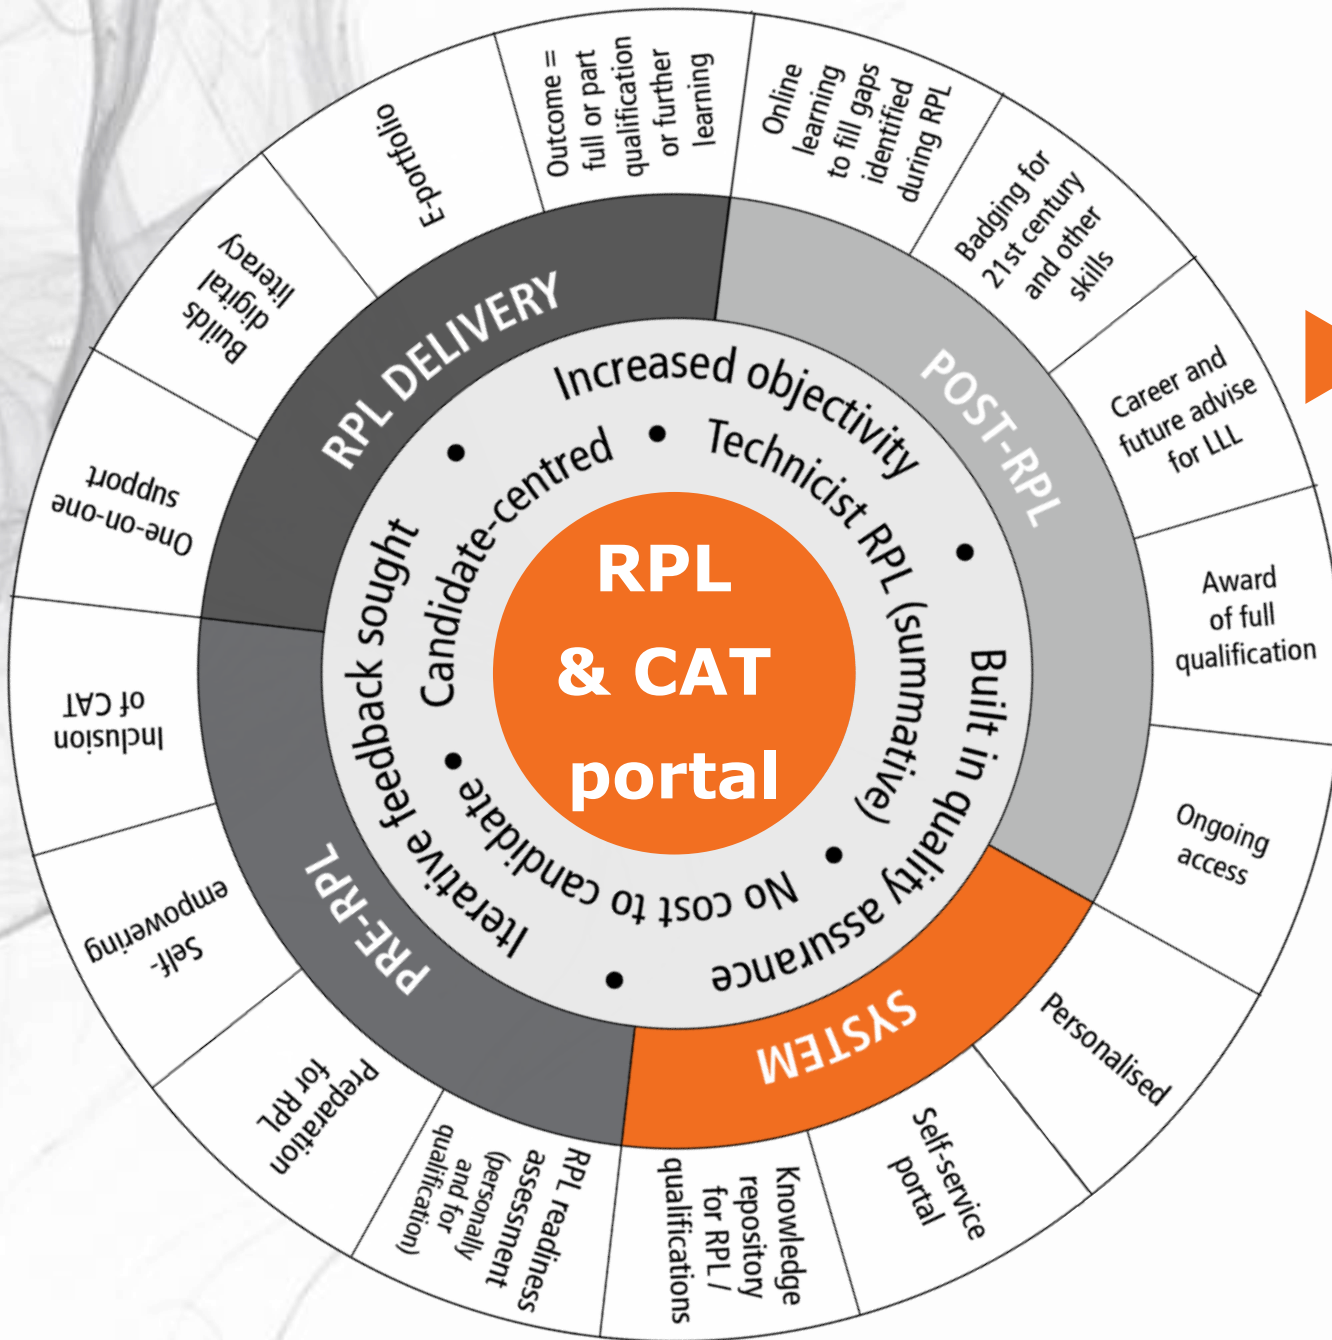 RPL
& CAT
portal
Candidate-centred
•
Technicist RPL (summative)
•
No cost to candidate
•
Increased objectivity
•
Built in quality assurance
•
Iterative feedback sought
•
RPL DELIVERY
One-on-one
support
Builds
digital
literacy
E-portfolio
Outcome =
full or part
qualification
or further
learning
POST-RPL
Online
learning
to fill gaps
identified
during RPL
Badging for
21st century
and other
skills
Career and
future advise
for LLL
Award
of full
qualification
Ongoing
access
SYSTEM
Personalised
Self-service
portal
Knowledge
repository
for RPL /
qualifications
PRE-RPL
RPL readiness
assessment
(personally
and for
qualification)
Preparation
for RPL
Self-
empowering
Inclusion
of CAT